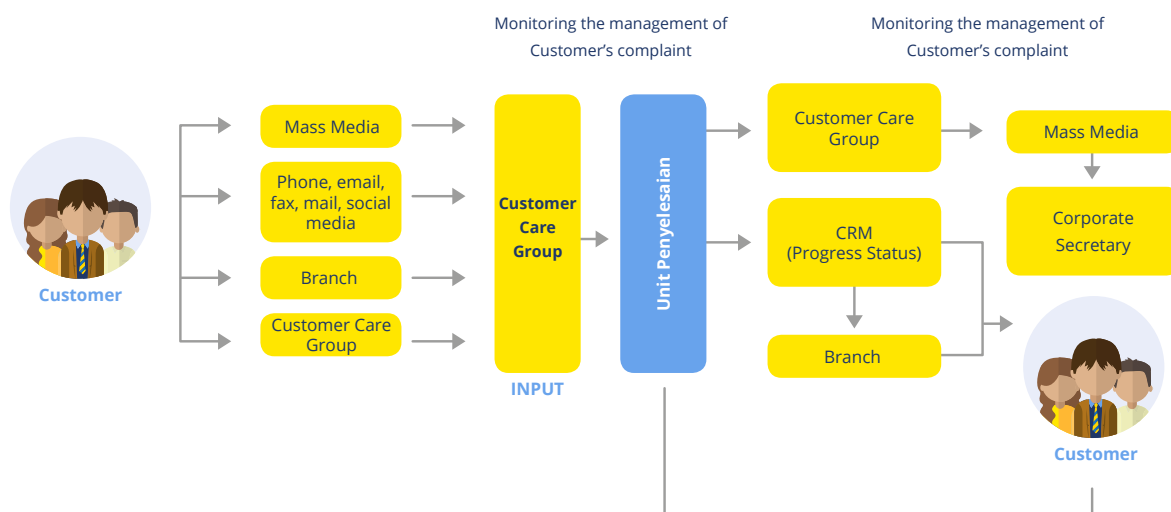 Monitoring the management of
Customer's complaint
Monitoring the management of
Customer's complaint
Mass Media
Phone, email,
fax, mail, social
media
Branch
Customer Care
Group
Customer
Customer
Care
Group
INPUT
Unit Penyelesaian
Customer Care
Group
CRM
(Progress Status)
Branch
Mass Media
Corporate
Secretary
Customer